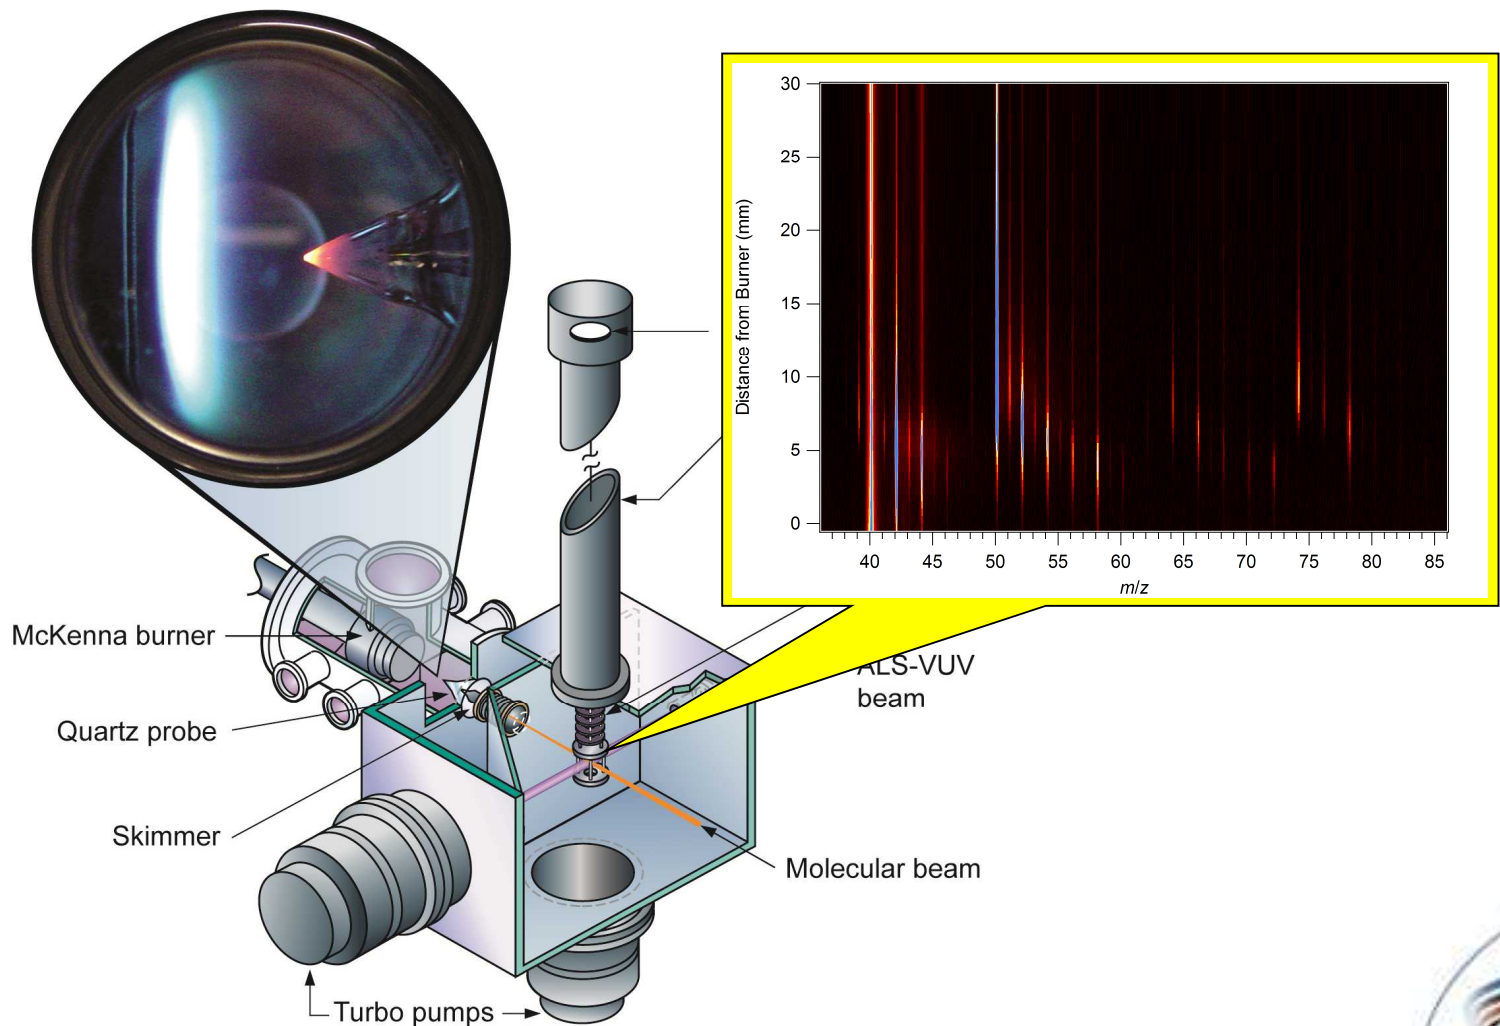 30
25
20
15
10
5
0
Distance from Burner (mm)
40 45 50 55 60 65 70 75 80 85
m/z
McKenna burner
Quartz probe
Skimmer
Turbo pumps
ALS-VUV
beam
Molecular beam